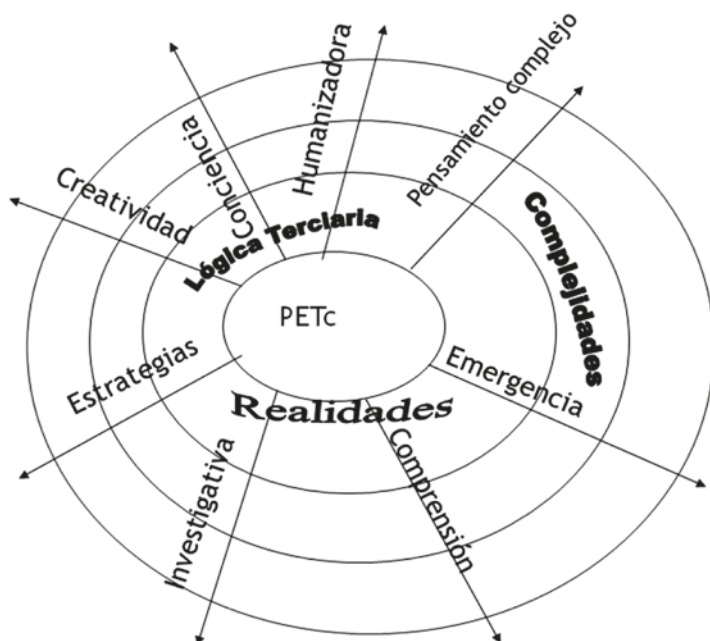 Pensamiento complejo
Humanizadora
Conciencia
Creatividad
Lógica Terciaria
Complejidades
PETc
Estrategias
Emergencia
Realidades
Investigativa
Comprensión